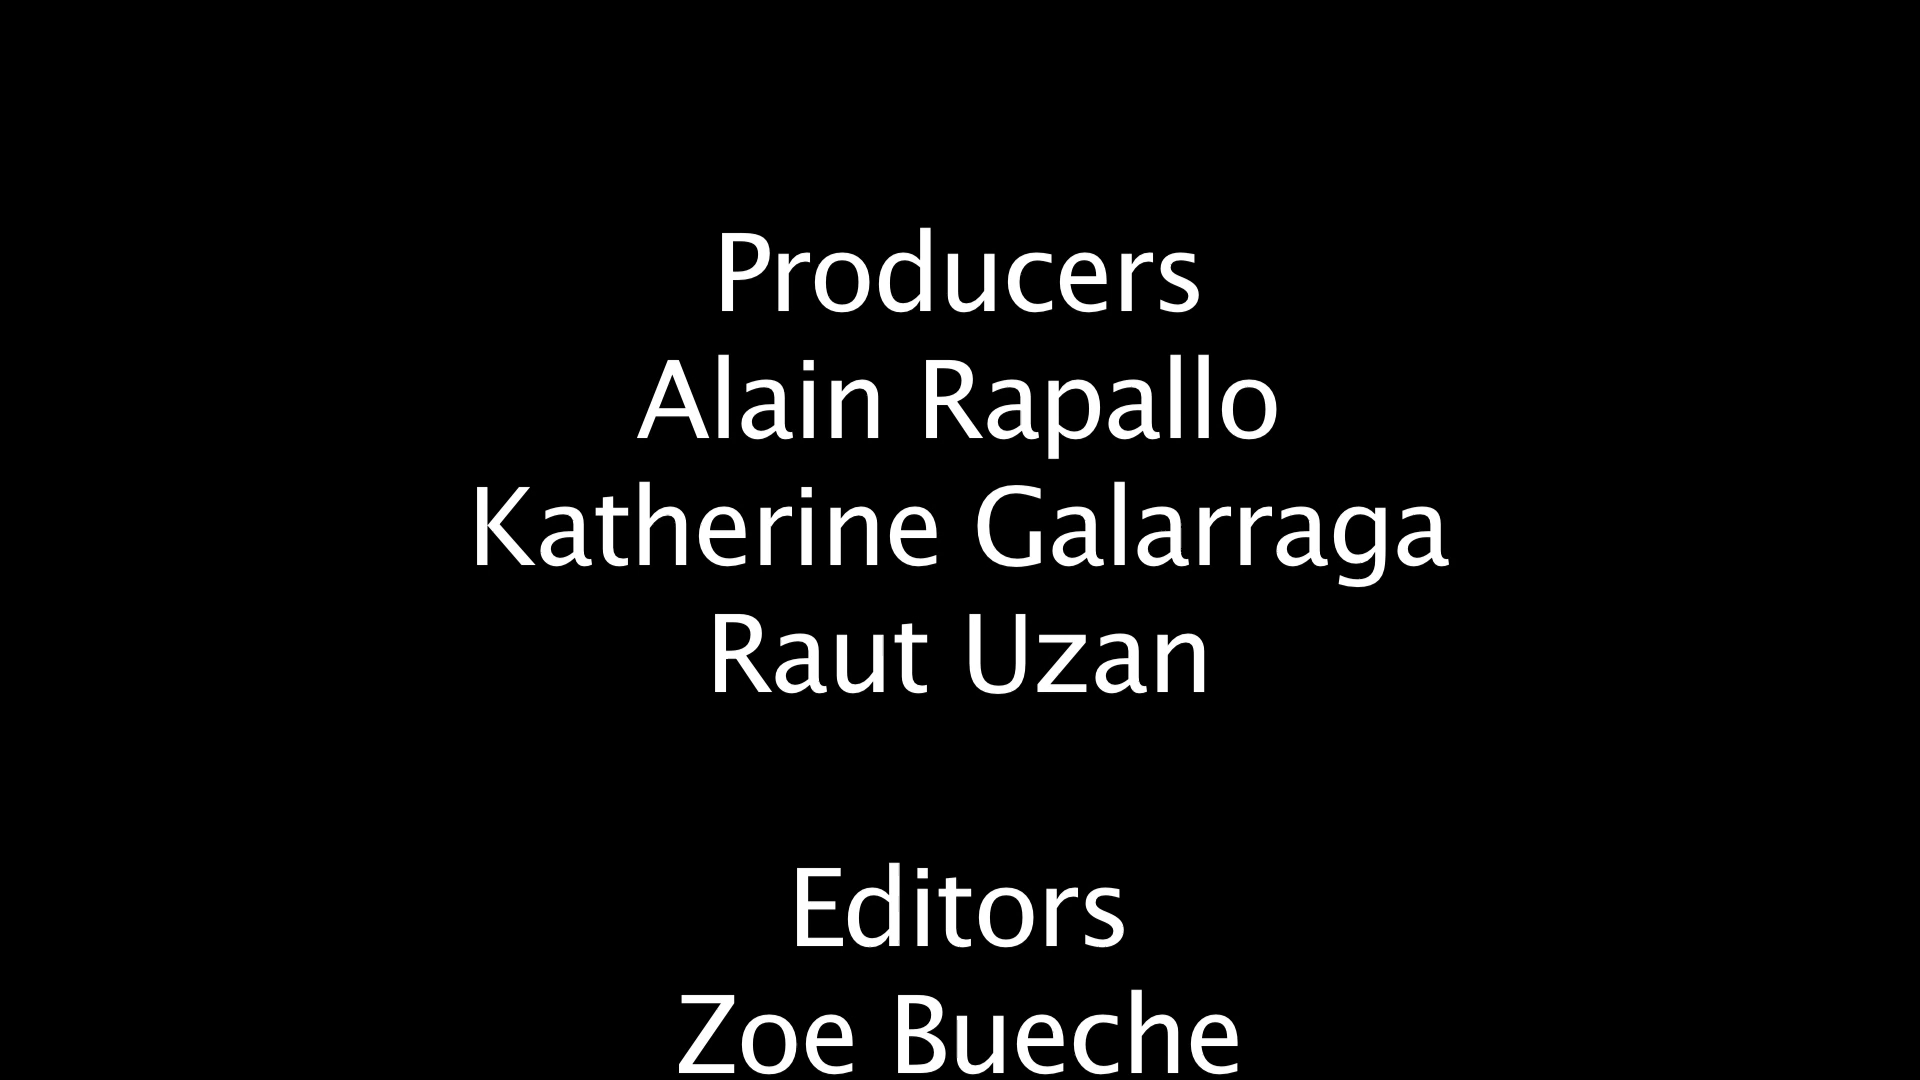 Producers
Alain Rapallo
Katherine Galarraga
Raut Uzan
Editors
Zoe Bueche